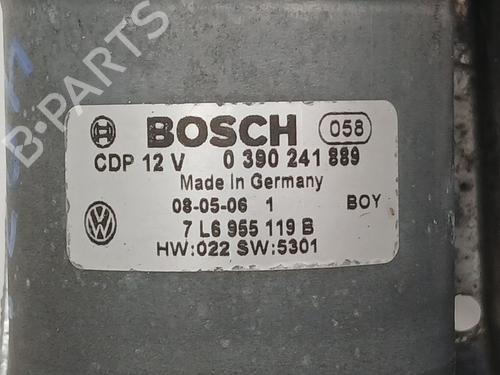 BOSCH 058
CDP 12 V 0 390 241 889
Made In Germany
08-05-06 1 BOY
7 L6 955 119 B
HW:022 SW:5301
B-PARTS